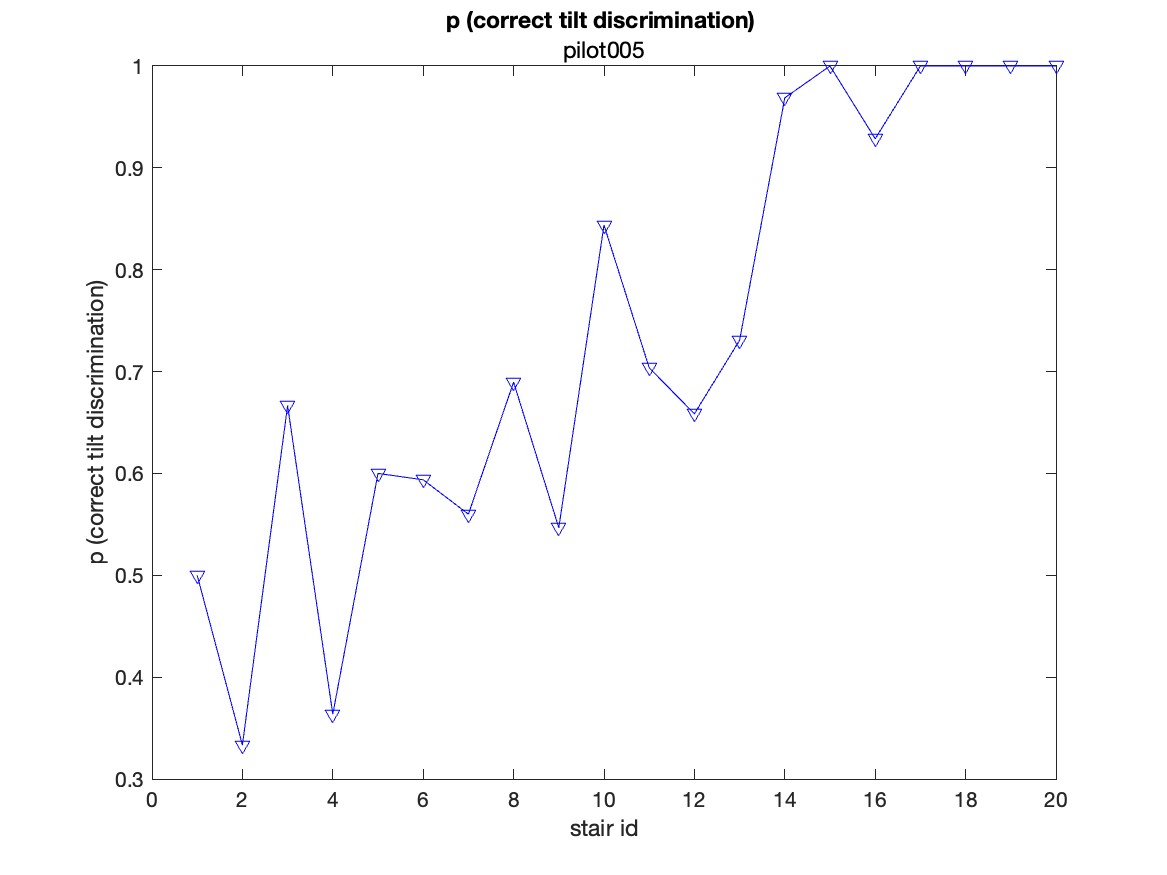 p (correct tilt discrimination)
pilot005
1
0.9
0.8
0.7
0.6
0.5
0.4
0.3
p (correct tilt discrimination)
0 2 4 6 8 10 12 14 16 18 20
stair id